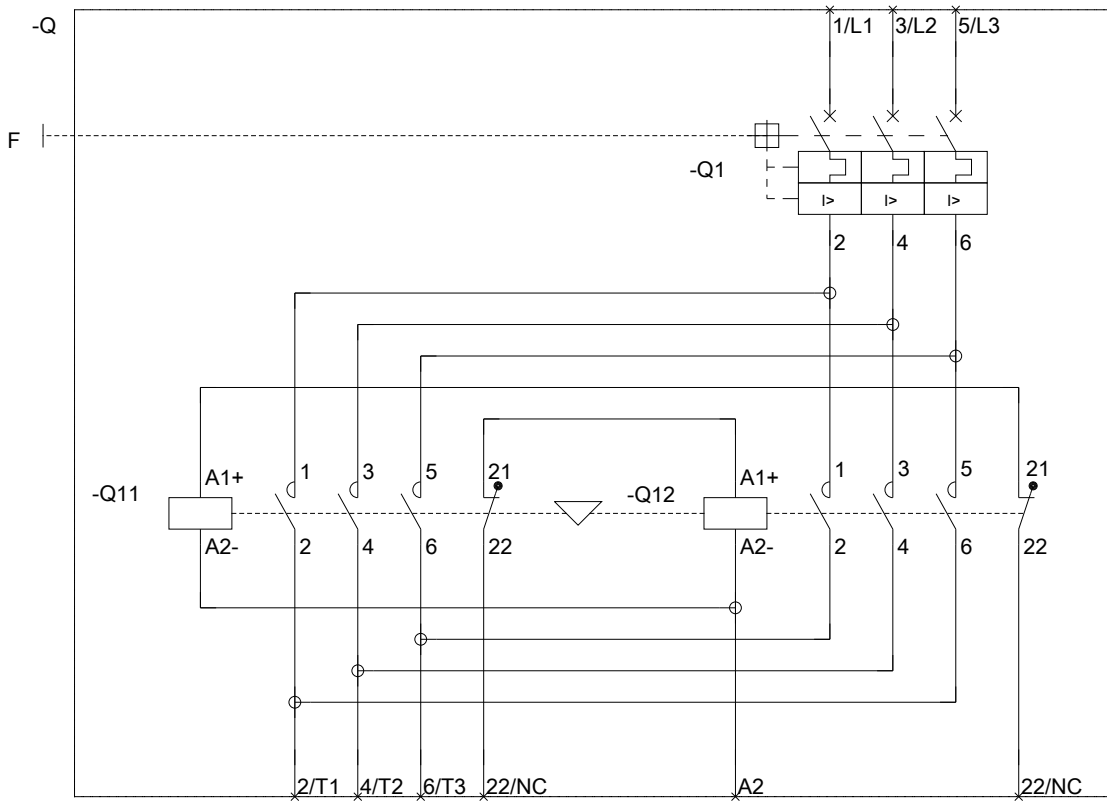 -Q
1/L1 3/L2 5/L3
F
-Q1
I> I> I>
2 4 6
1 3 5 21 1 3 5 21
A1+ A1+
-Q11 -Q12
A2- 2 4 6 22 A2- 2 4 6 22
2/T1 4/T2 6/T3 22/NC A2 22/NC